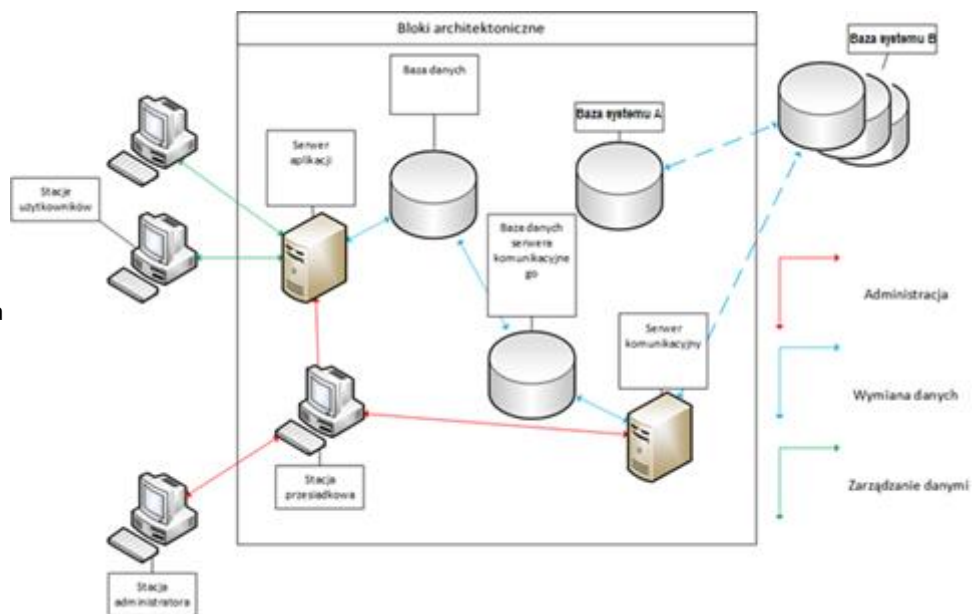 Bloki architektoniczne
Baza systemu B
Baza danych
Baza systemu A
Serwer
aplikacji
Stacje
użytkowników
Baza danych
serwera
komunikacyjne
go
Administracja
Serwer
komunikacyjny
Wymiana danych
Stacja
przesiadkowa
Zarządzanie danymi
Stacja
administratora